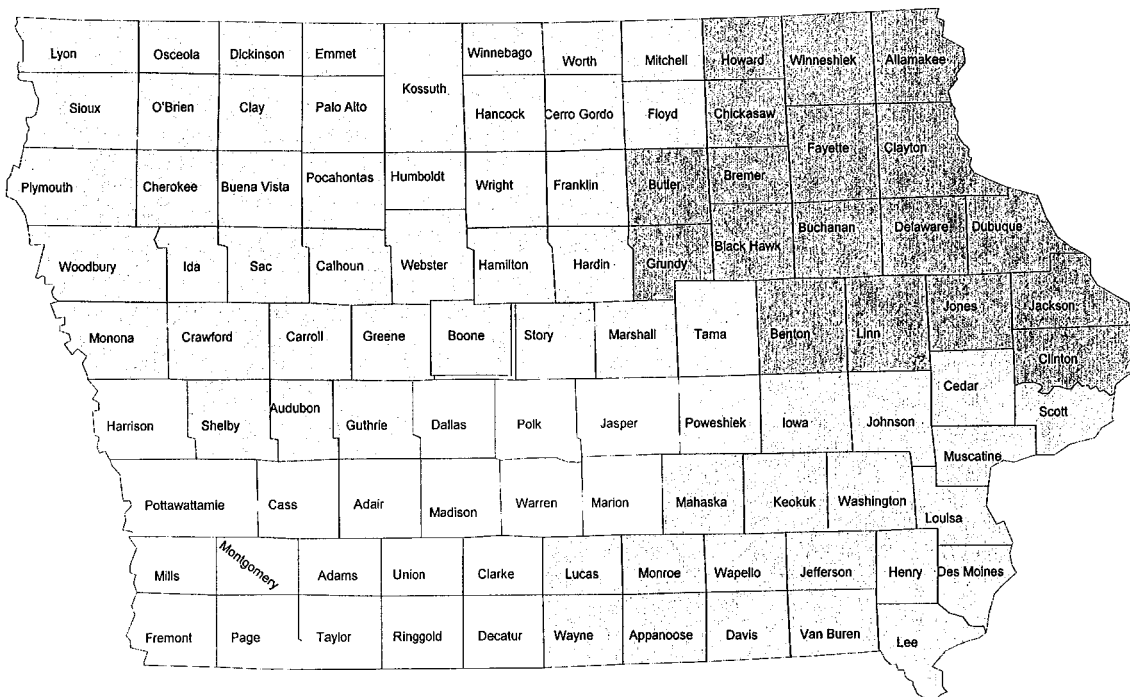 Lyon Osceola Dickinson Emmet Winnebago Worth Mitchell Howard Winneshiek Allamakee
Kossuth
Sioux O'Brien Clay Palo Alto Hancock Cerro Gordo Floyd Chickasaw
Fayette Clayton
Plymouth Cherokee Buena Vista Pocahontas Humboldt Wright Franklin Butler Bremer
Woodbury Ida Sac Calhoun Webster Hamilton Hardin Grundy Black Hawk Buchanan Delaware Dubuque
Monona Crawford Carroll Greene Boone Story Marshall Tama Benton Linn Jones Jackson
Clinton
Harrison Shelby Audubon Guthrie Dallas Polk Jasper Poweshiek Iowa Johnson Cedar Scott
Muscatine
Pottawattamie Cass Adair Madison Warren Marion Mahaska Keokuk Washington
Louisa
Mills Montgomery Adams Union Clarke Lucas Monroe Wapello Jefferson Henry Des Moines
Fremont Page Taylor Ringgold Decatur Wayne Appanoose Davis Van Buren Lee